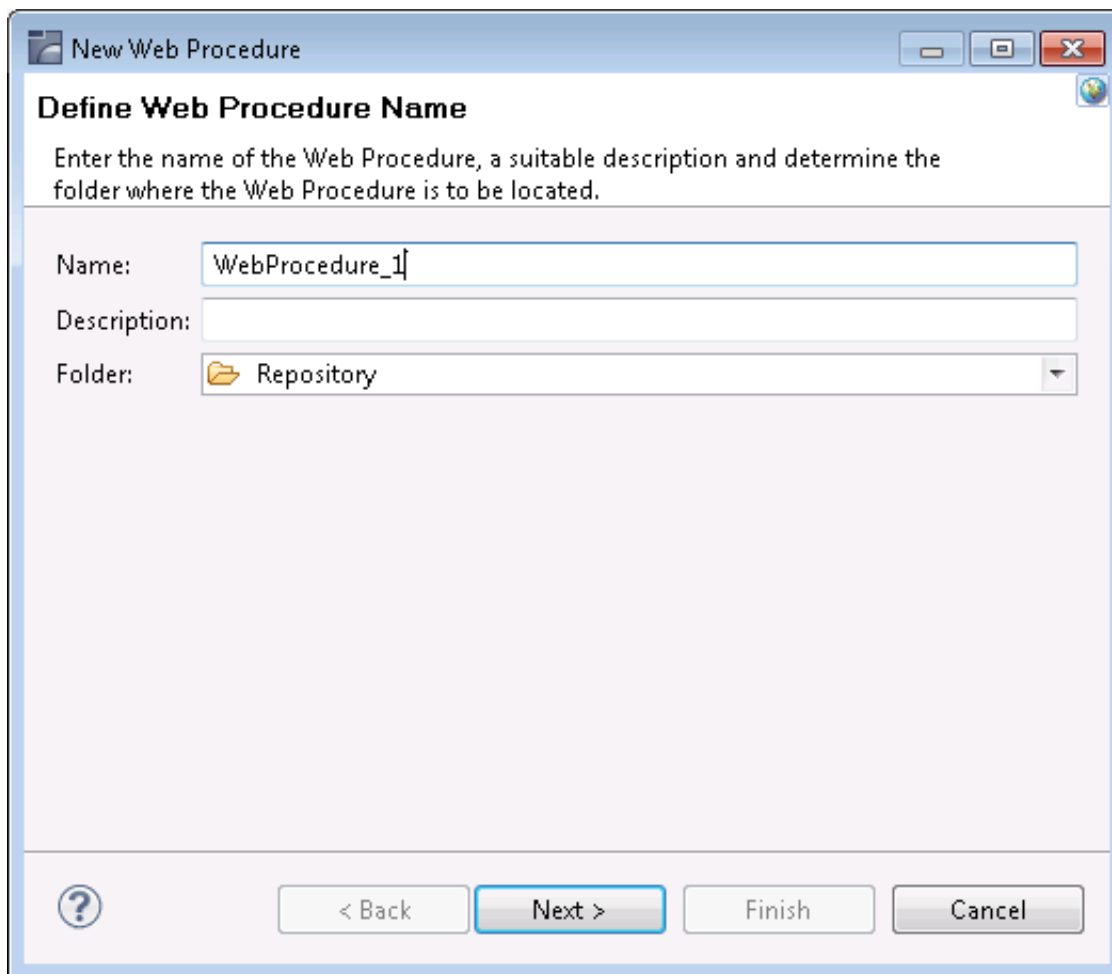 New Web Procedure
Define Web Procedure Name
Enter the name of the Web Procedure, a suitable description and determine the
folder where the Web Procedure is to be located.
Name: WebProcedure_1
Description:
Folder: Repository
? < Back Next > Finish Cancel